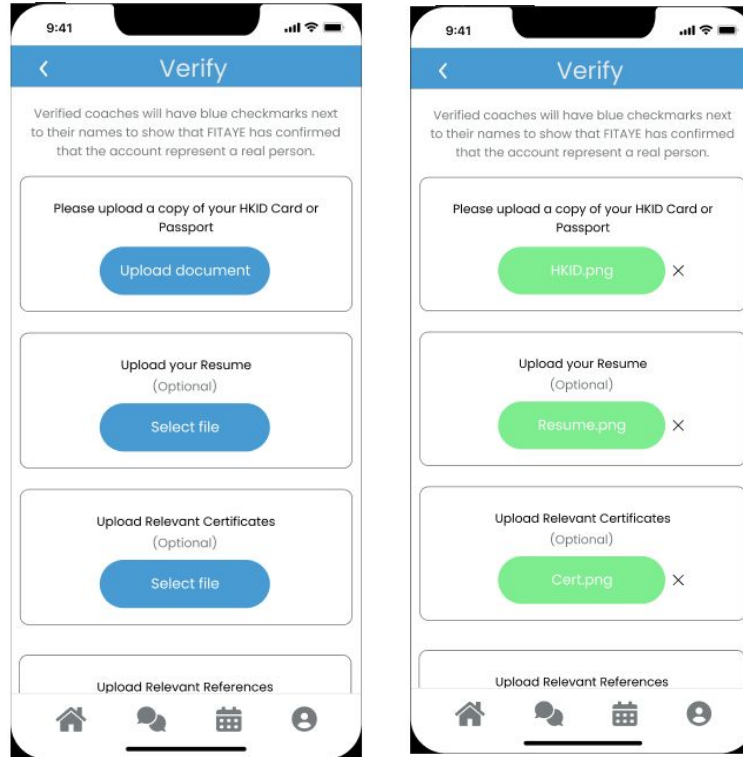 9:41
Verify
Verified coaches will have blue checkmarks next
to their names to show that FITAYE has confirmed
that the account represent a real person.
Please upload a copy of your HKID Card or
Passport
Upload document
Upload your Resume
(Optional)
Select file
Upload Relevant Certificates
(Optional)
Select file
Upload Relevant References
9:41
Verify
Verified coaches will have blue checkmarks next
to their names to show that FITAYE has confirmed
that the account represent a real person.
Please upload a copy of your HKID Card or
Passport
HKID.png
Upload your Resume
(Optional)
Resume.png
Upload Relevant Certificates
(Optional)
Cert.png
Upload Relevant References